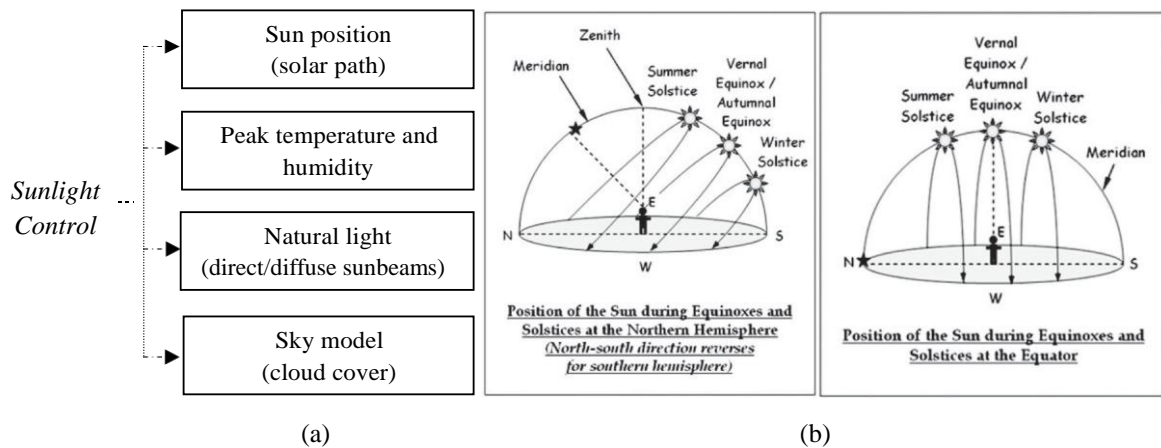 Sunlight
Control
Sun position
(solar path)
Peak temperature and
humidity
Natural light
(direct/diffuse sunbeams)
Sky model
(cloud cover)
(a)
Zenith
Meridian
Summer
Solstice
Vernal
Equinox /
Autumnal
Equinox
Winter
Solstice
E
N
S
W
Position of the Sun during Equinoxes and
Solstices at the Northern Hemisphere
(North-south direction reverses
for southern hemisphere)
Vernal
Equinox /
Autumnal
Equinox
Summer
Solstice
Winter
Solstice
Meridian
E
N
S
W
Position of the Sun during Equinoxes and
Solstices at the Equator
(b)